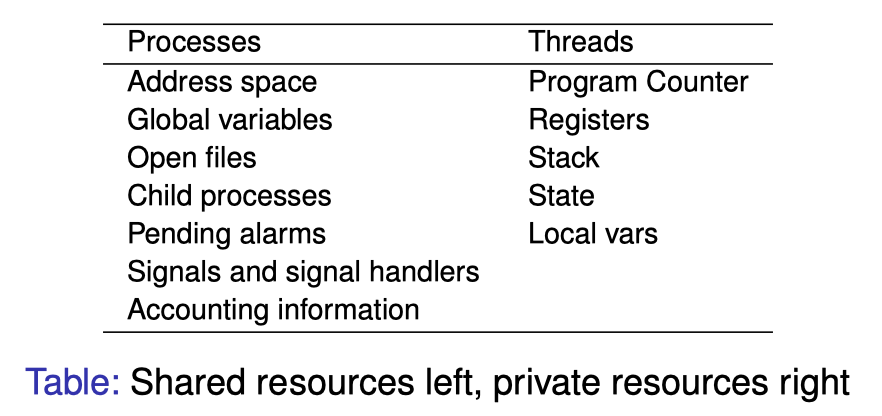 Processes Threads
Address space Program Counter
Global variables Registers
Open files Stack
Child processes State
Pending alarms Local vars
Signals and signal handlers
Accounting information
Table: Shared resources left, private resources right